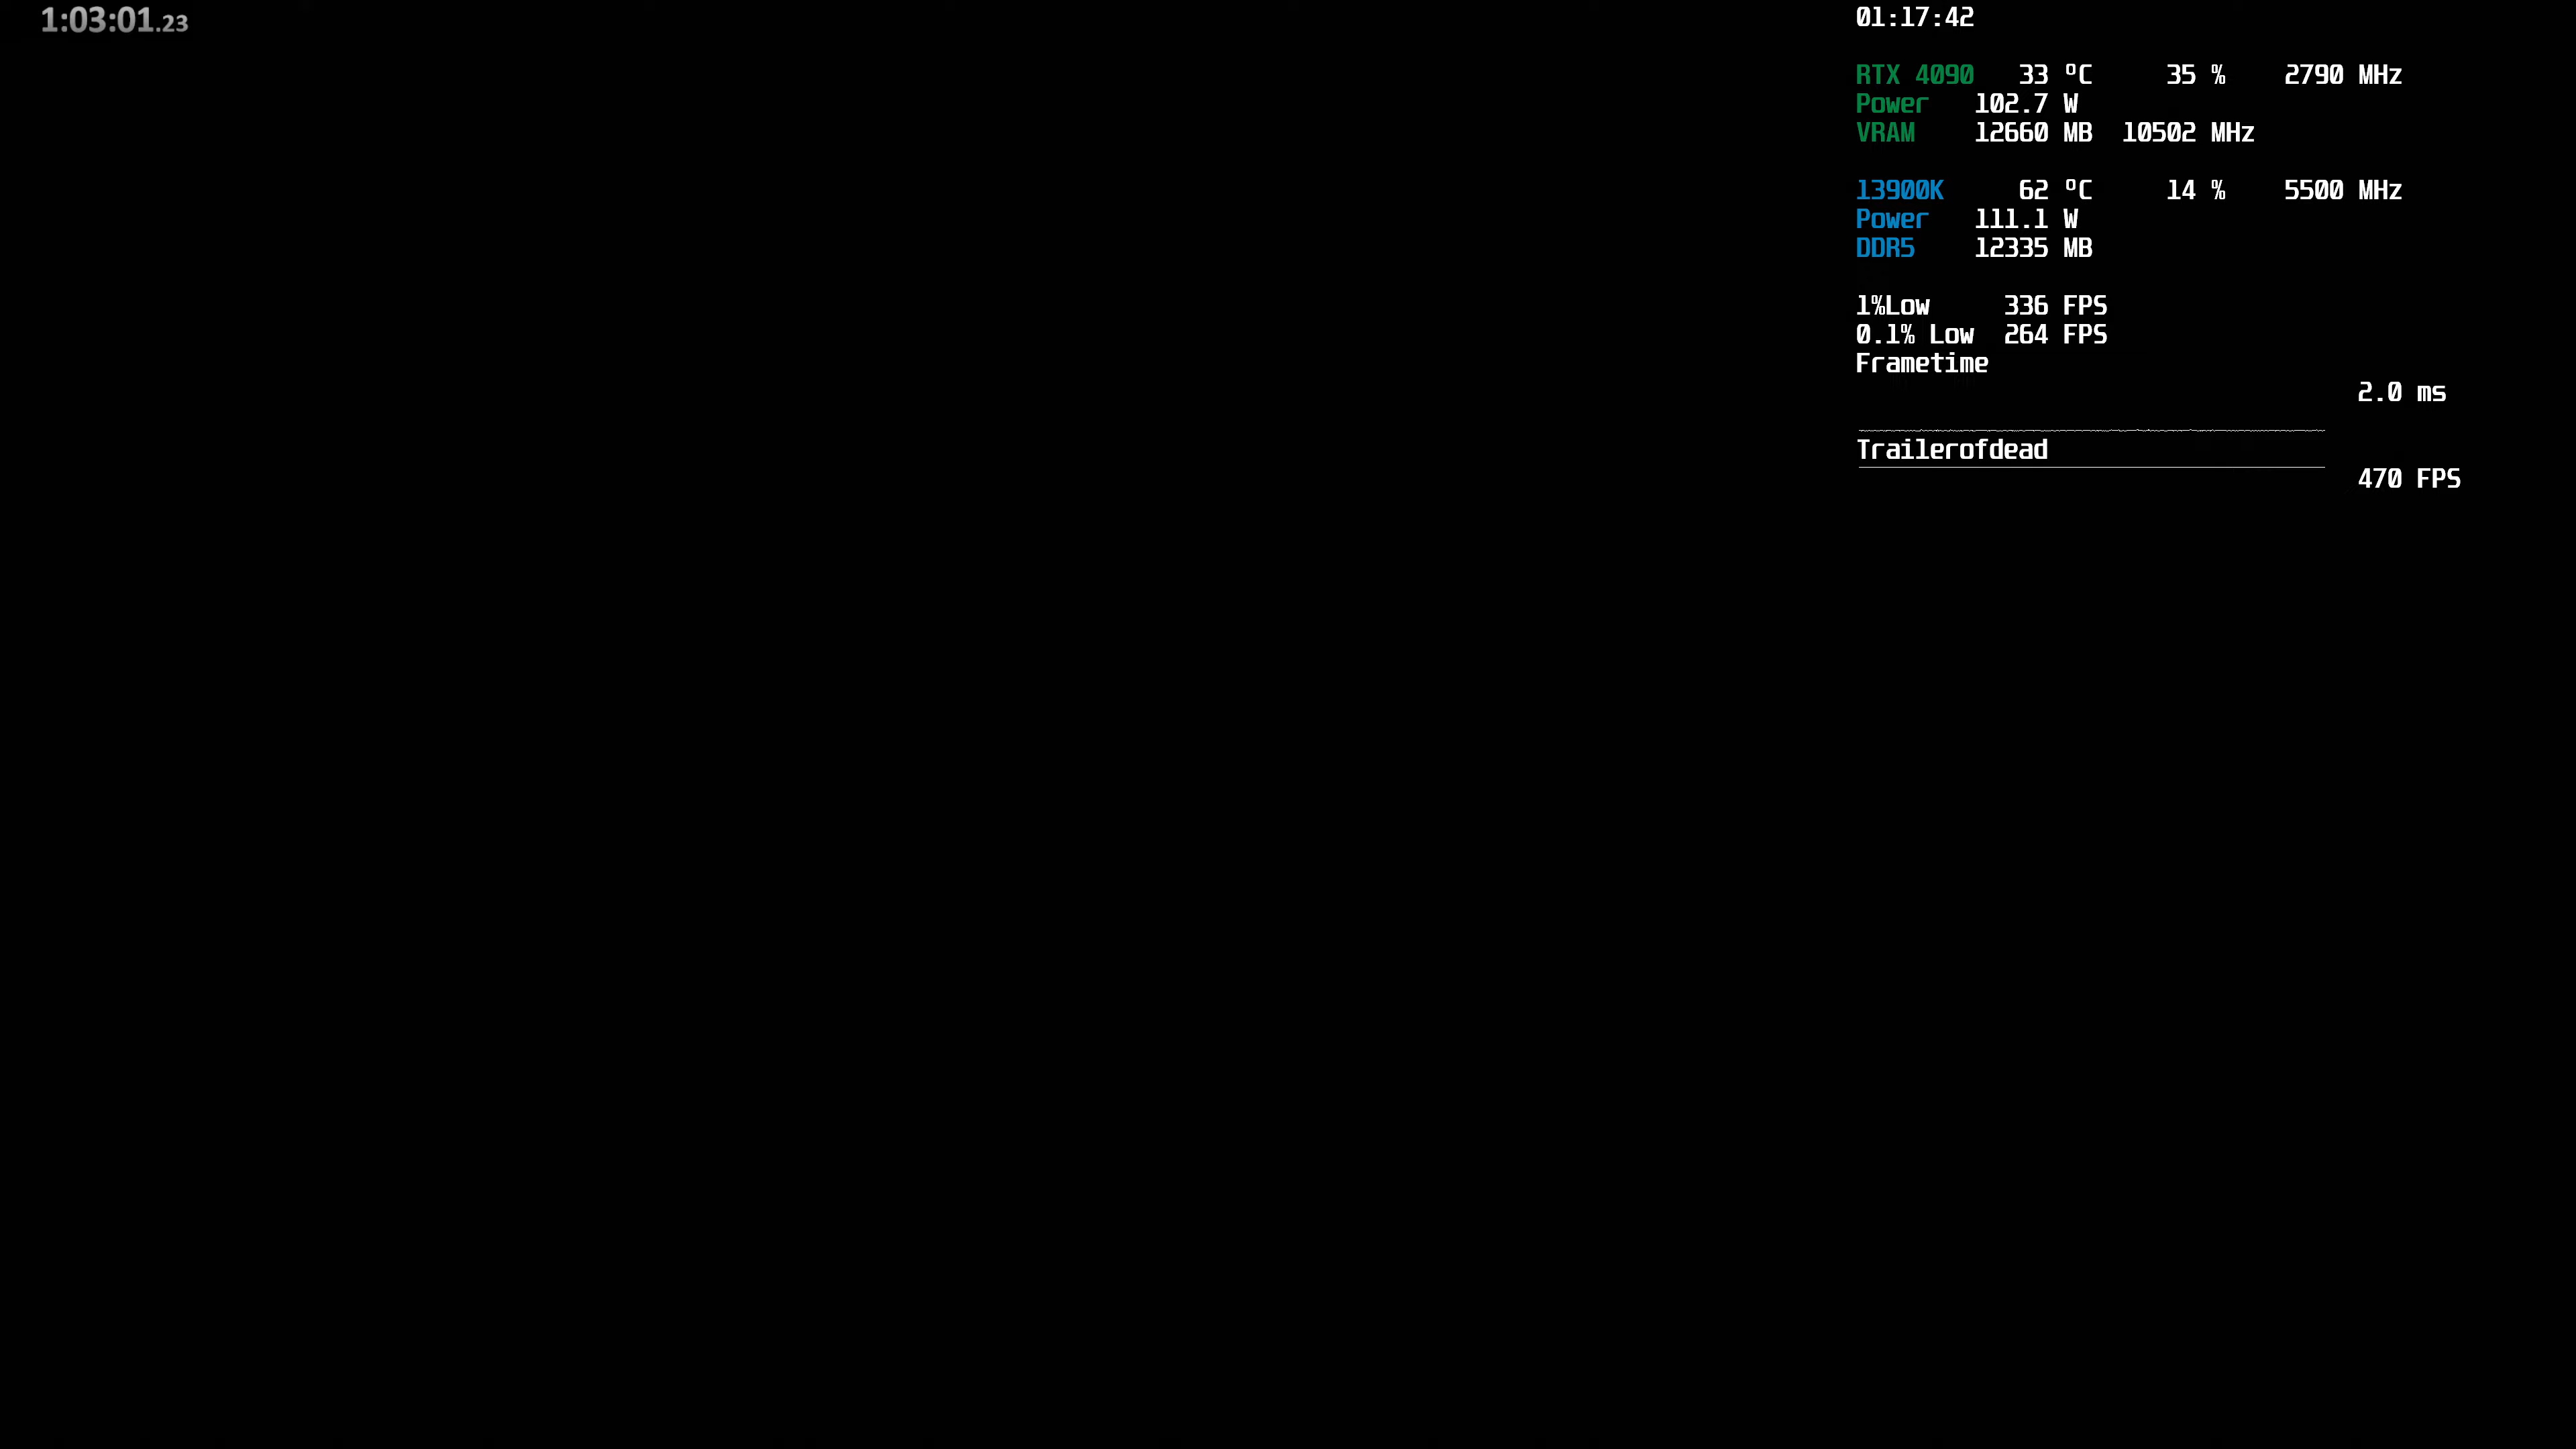 1:03:01.23
01:17:42
RTX 4090 33 °C 35 % 2790 MHz
Power 102.7 W
VRAM 12660 MB 10502 MHz
13900K 62 °C 14 % 5500 MHz
Power 111.1 W
DDR5 12335 MB
1%Low 336 FPS
0.1% Low 264 FPS
Frametime
2.0 ms
Trailerofdead
470 FPS